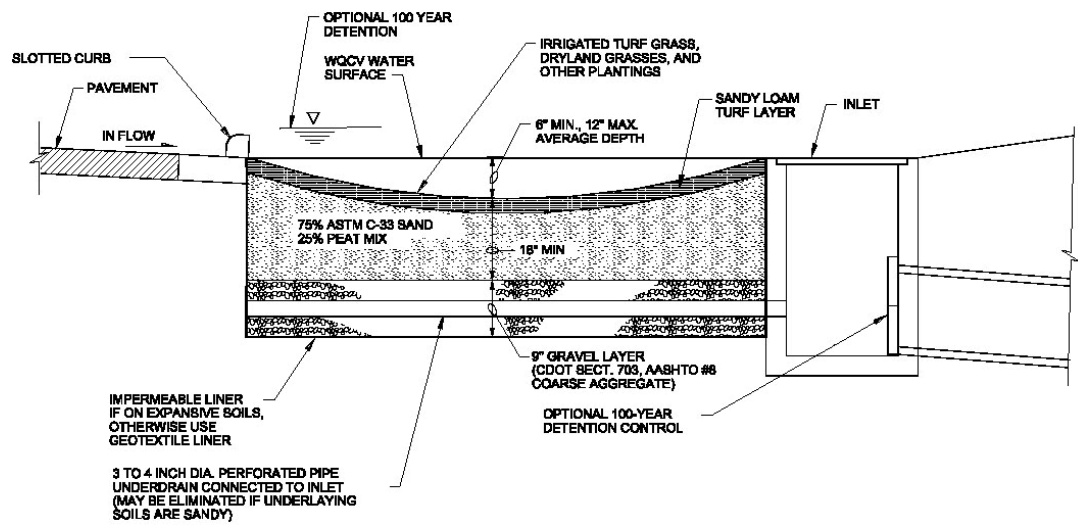 OPTIONAL 100 YEAR
DETENTION
SLOTTED CURB
WQCV WATER
SURFACE
IRRIGATED TURF GRASS,
DRYLAND GRASSES, AND
OTHER PLANTINGS
PAVEMENT
SANDY LOAM
TURF LAYER
INLET
IN FLOW
6" MIN., 12" MAX.
AVERAGE DEPTH
75% ASTM C-33 SAND
25% PEAT MIX
18" MIN
9" GRAVEL LAYER
(CDOT SECT. 703, AASHTO #8
COARSE AGGREGATE)
IMPERMEABLE LINER
IF ON EXPANSIVE SOILS,
OTHERWISE USE
GEOTEXTILE LINER
OPTIONAL 100-YEAR
DETENTION CONTROL
3 TO 4 INCH DIA. PERFORATED PIPE
UNDERDRAIN CONNECTED TO INLET
(MAY BE ELIMINATED IF UNDERLAYING
SOILS ARE SANDY)